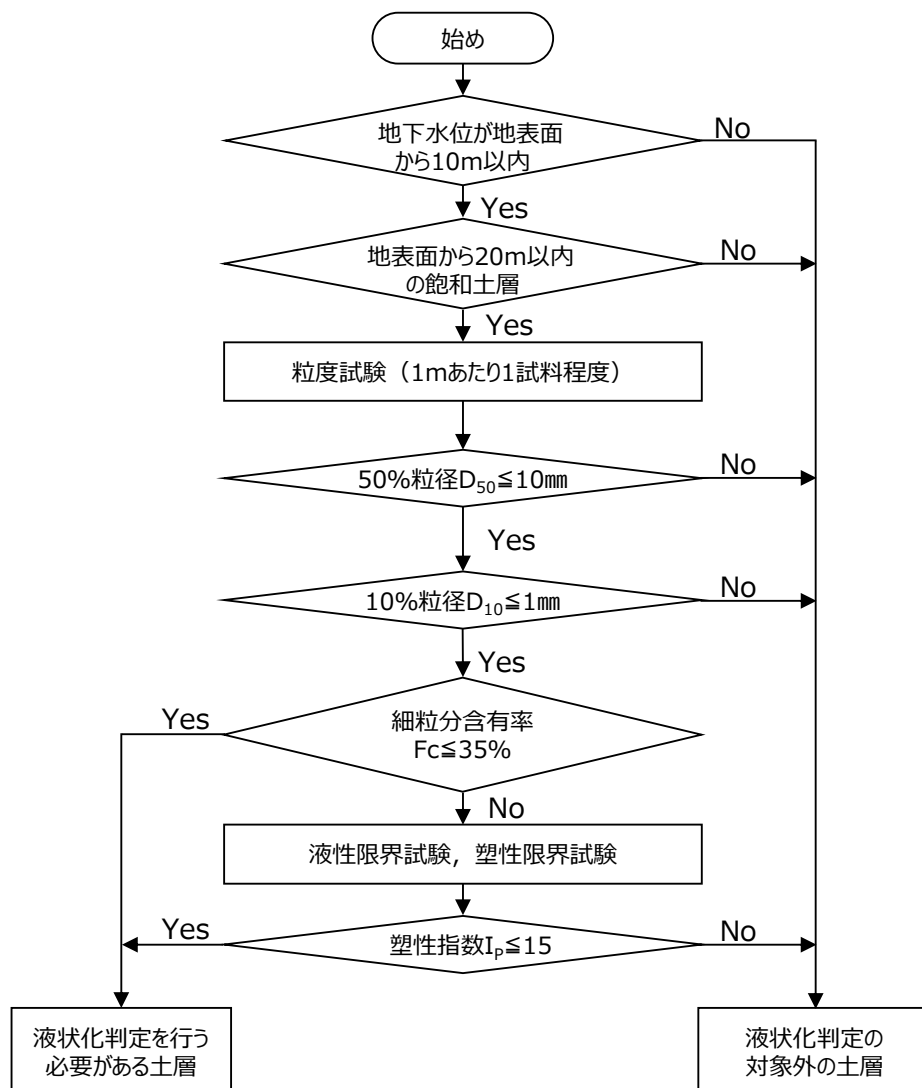 始め
地下水位が地表面
から10m以内
No
Yes
地表面から20m以内
の飽和土層
No
Yes
粒度試験（1mあたり1試料程度）
50%粒径D₅₀≦10㎜
No
Yes
10%粒径D₁₀≦1㎜
No
Yes
細粒分含有率
Fc≦35%
Yes
No
液性限界試験，塑性限界試験
Yes
塑性指数Iₚ≦15
No
液状化判定を行う
必要がある土層
液状化判定の
対象外の土層